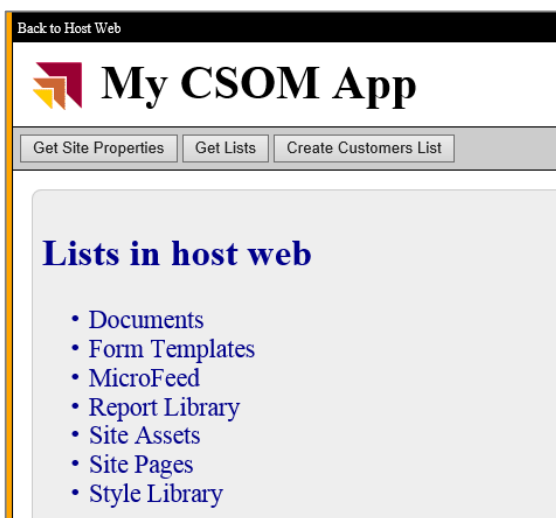 Back to Host Web
My CSOM App
Get Site Properties Get Lists Create Customers List
Lists in host web
• Documents
• Form Templates
• MicroFeed
• Report Library
• Site Assets
• Site Pages
• Style Library